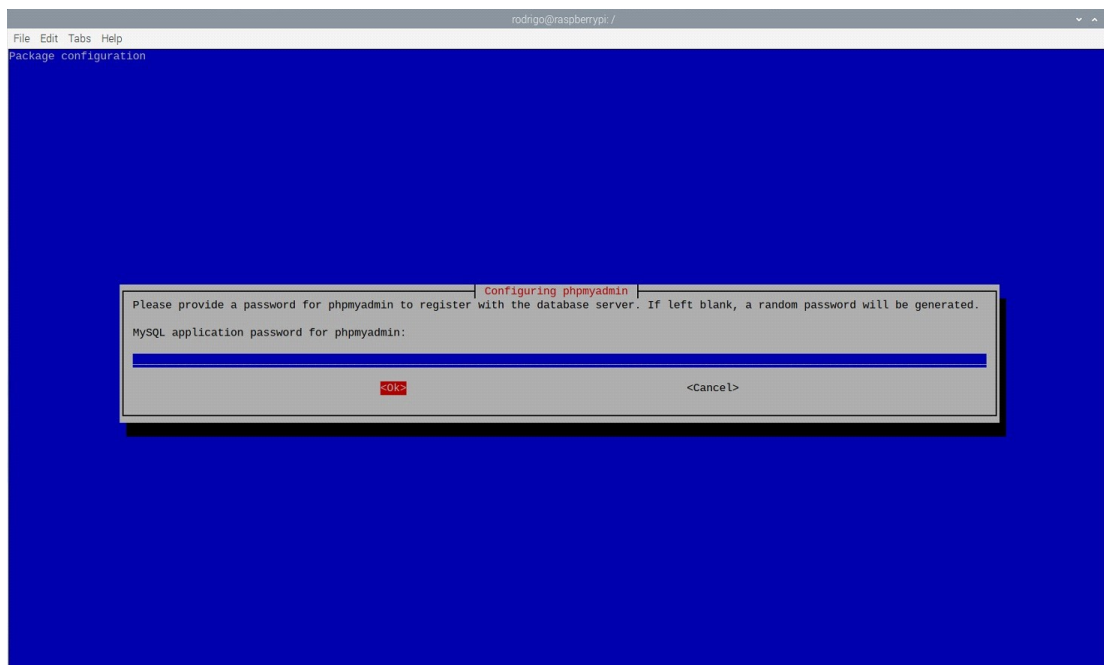 rodrigo@raspberrypi: /
File Edit Tabs Help
Package configuration
Configuring phpmyadmin
Please provide a password for phpmyadmin to register with the database server. If left blank, a random password will be generated.
MySQL application password for phpmyadmin:
<Ok> <Cancel>